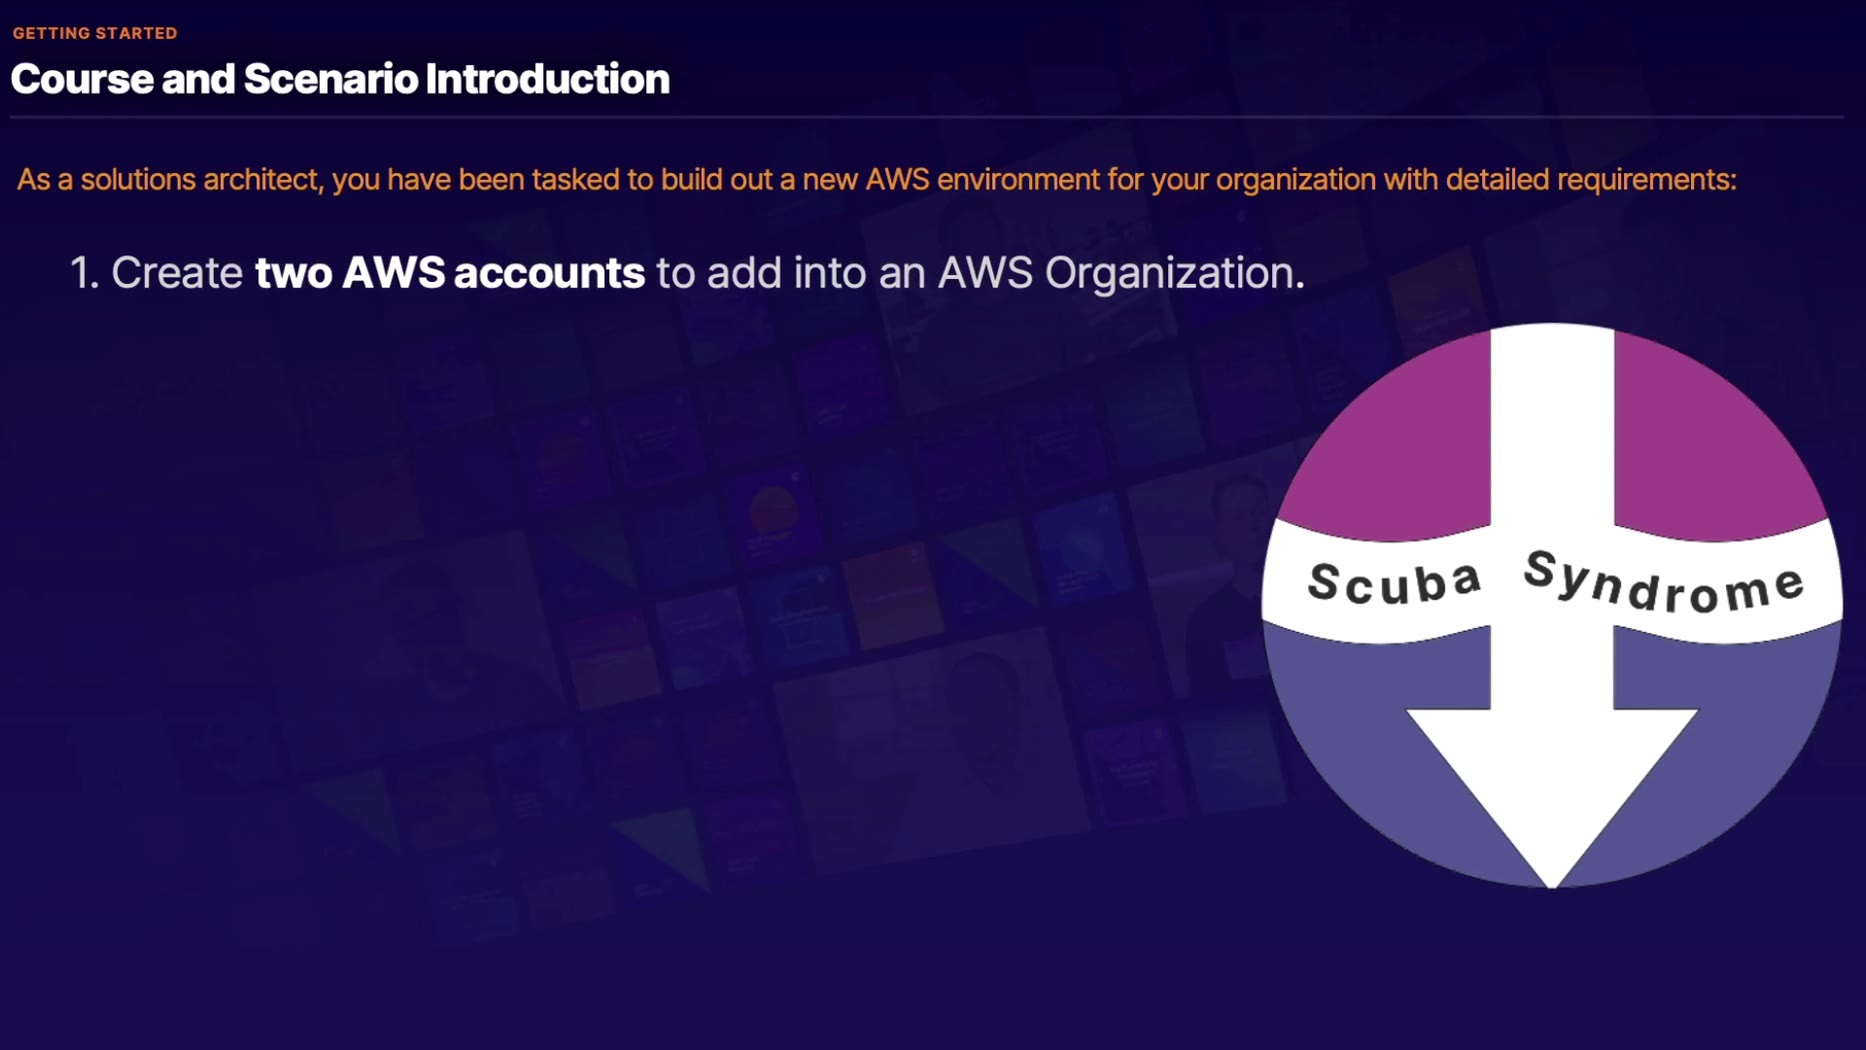 GETTING STARTED
Course and Scenario Introduction
As a solutions architect, you have been tasked to build out a new AWS environment for your organization with detailed requirements:
1. Create two AWS accounts to add into an AWS Organization.
Scuba Syndrome